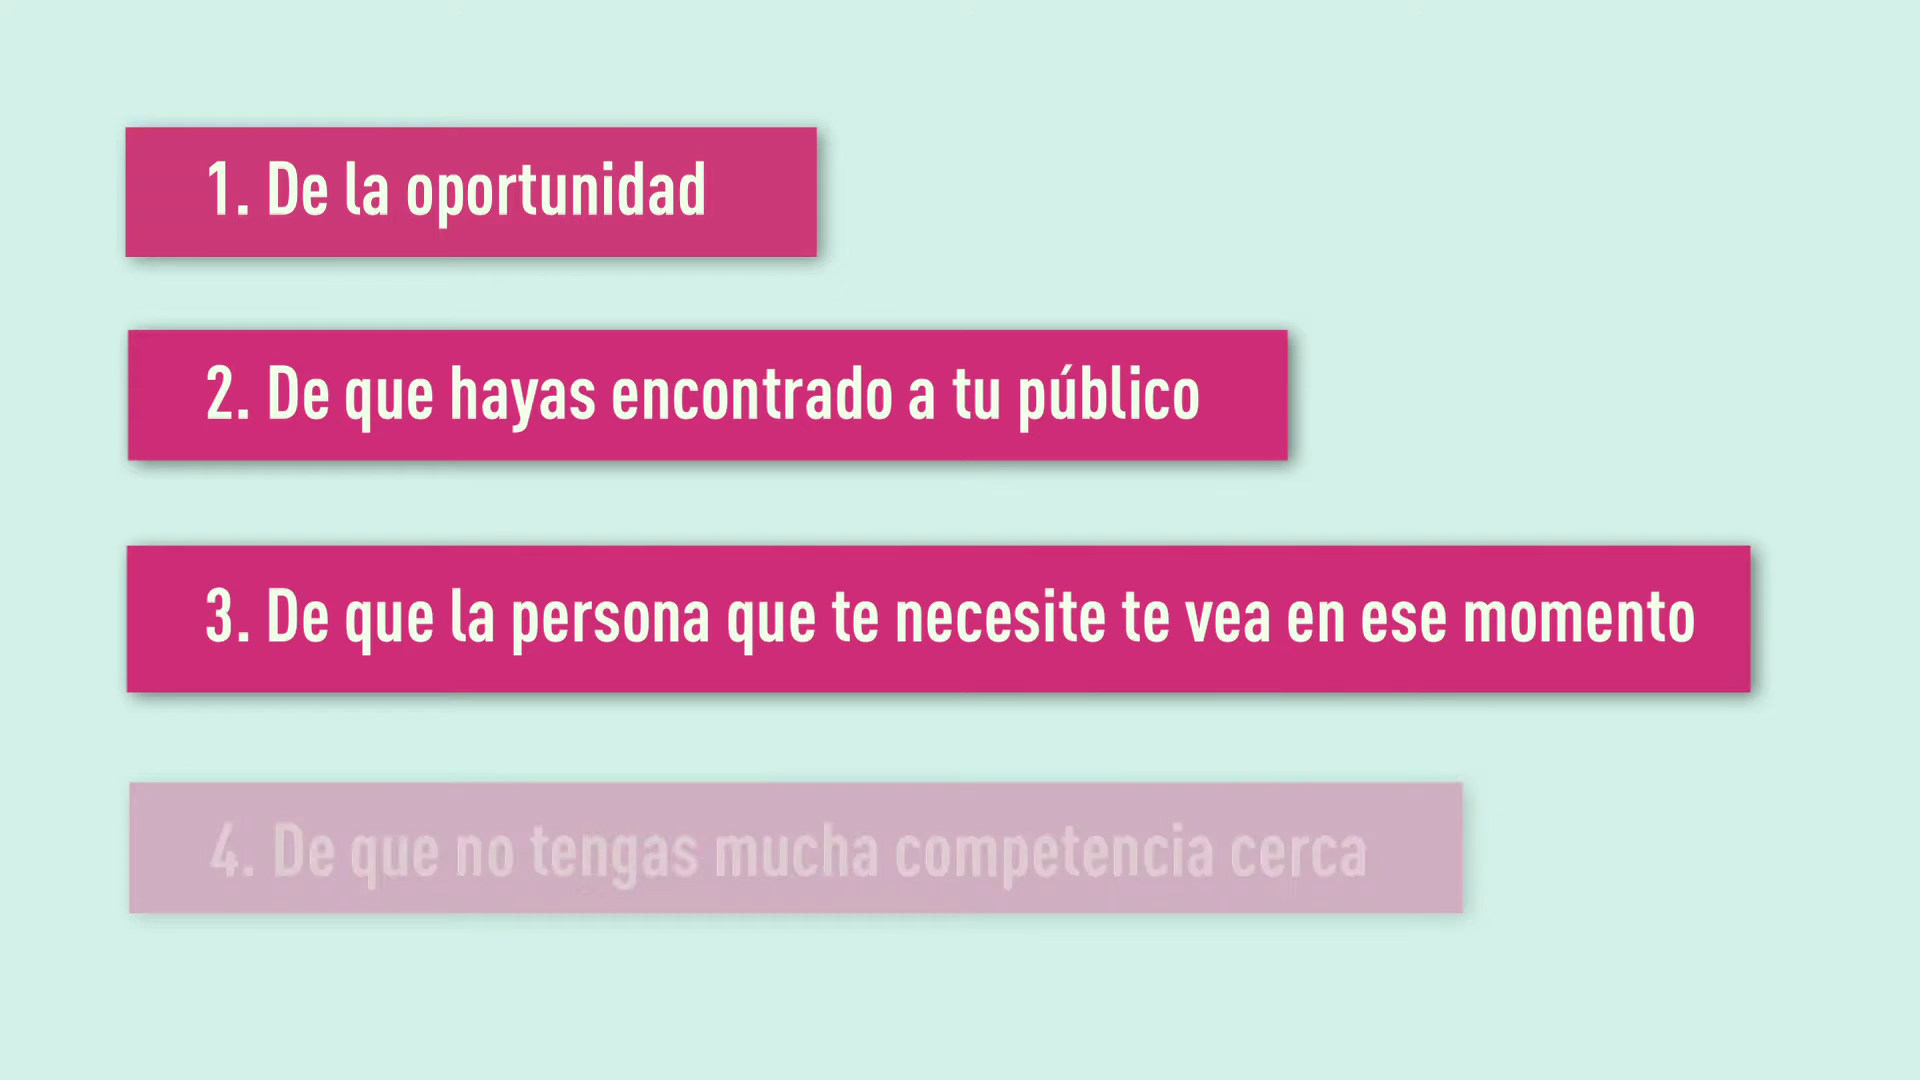 1. De la oportunidad
2. De que hayas encontrado a tu público
3. De que la persona que te necesite te vea en ese momento
4. De que no tengas mucha competencia cerca